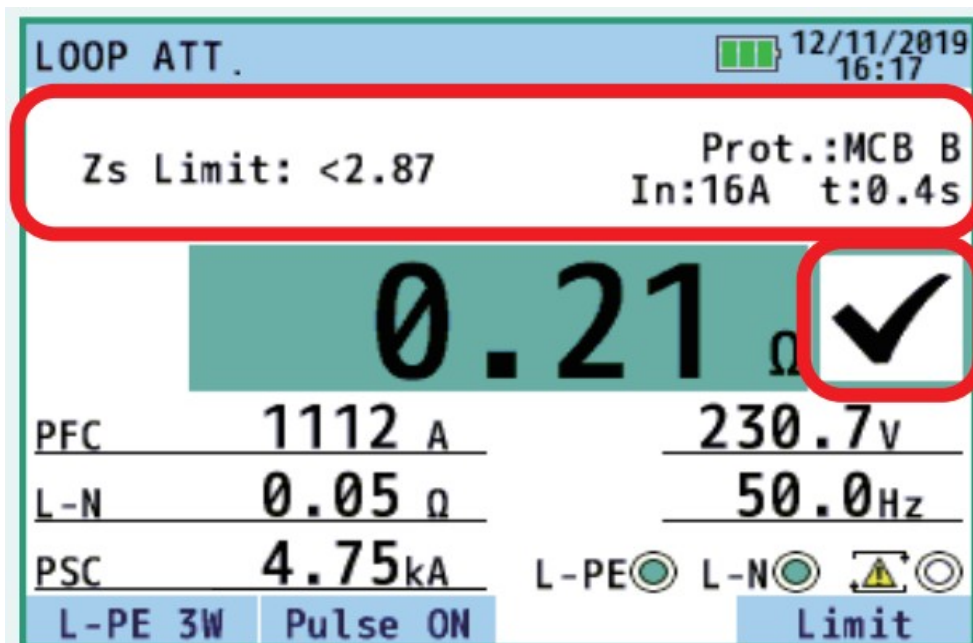 LOOP ATT.
12/11/2019
16:17
Zs Limit: <2.87
Prot.:MCB B
In:16A t:0.4s
0.21 Ω
PFC 1112 A 230.7V
L-N 0.05 Ω 50.0Hz
PSC 4.75kA L-PE L-N
L-PE 3W Pulse ON Limit